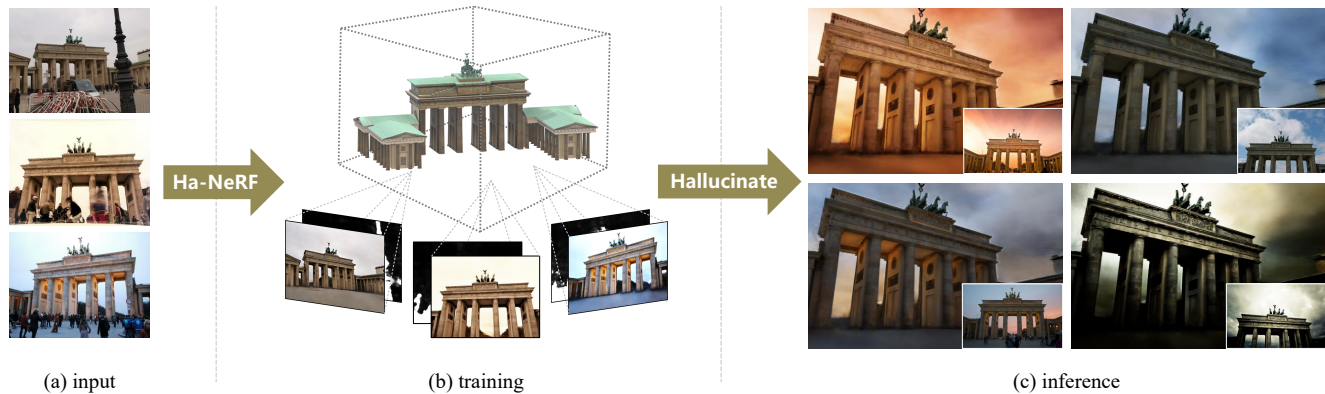 Ha-NeRF
Hallucinate
(a) input
(b) training
(c) inference